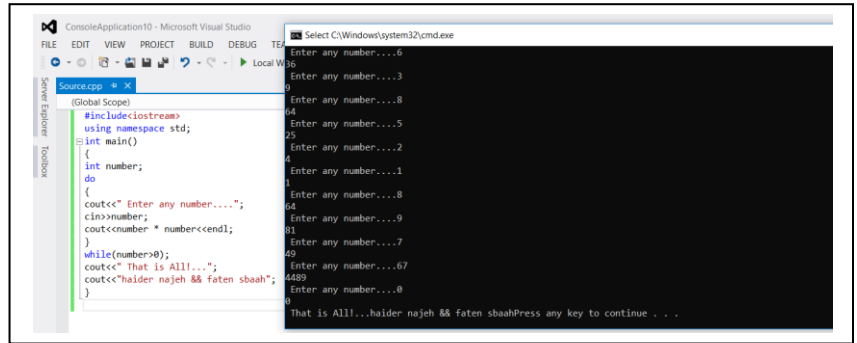 ConsoleApplication10 - Microsoft Visual Studio
FILE EDIT VIEW PROJECT BUILD DEBUG TEA
Local W
Server Explorer
Toolbox
Source.cpp
(Global Scope)
#include<iostream>
using namespace std;
int main()
{
int number;
do
{
cout<<" Enter any number....";
cin>>number;
cout<<number * number<<endl;
}
while(number>0);
cout<<" That is All!...";
cout<<"haider najeh && faten sbaah";
}
Select C:\Windows\system32\cmd.exe
Enter any number....6
36
Enter any number....3
9
Enter any number....8
64
Enter any number....5
25
Enter any number....2
4
Enter any number....1
1
Enter any number....8
64
Enter any number....9
81
Enter any number....7
49
Enter any number....67
4489
Enter any number....0
0
That is All!...haider najeh && faten sbaahPress any key to continue . . .